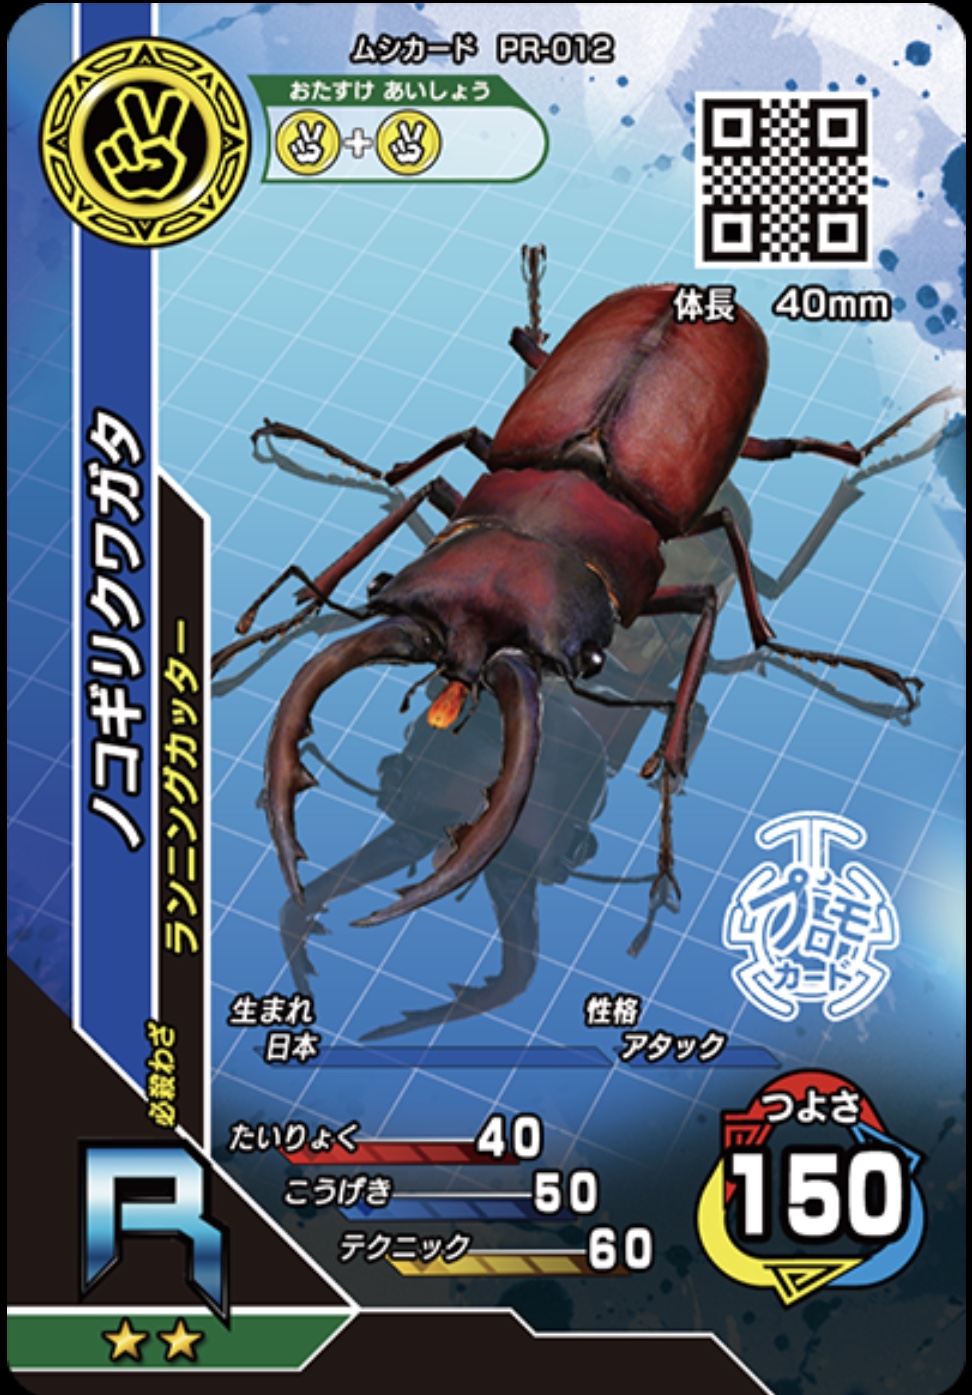 ムシカード PR-012
おたすけ あいしょう
+
体長 40mm
ノコギリクワガタ
ランニングカッター
必殺わざ
プロモ
カード
生まれ
日本
性格
アタック
たいりょく 40
こうげき 50
テクニック 60
つよさ
150
R